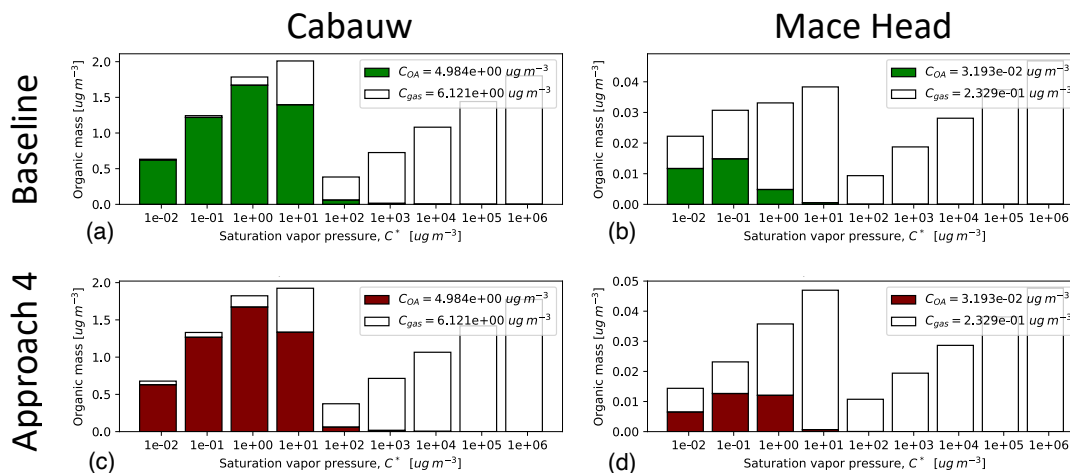 Cabauw
Mace Head
Baseline
Approach 4
Organic mass [ug m⁻³]
2.0
1.5
1.0
0.5
0.0
C_OA = 4.984e+00 ug m⁻³
C_gas = 6.121e+00 ug m⁻³
1e-02 1e-01 1e+00 1e+01 1e+02 1e+03 1e+04 1e+05 1e+06
(a) Saturation vapor pressure, C* [ug m⁻³]
Organic mass [ug m⁻³]
0.04
0.03
0.02
0.01
0.00
C_OA = 3.193e-02 ug m⁻³
C_gas = 2.329e-01 ug m⁻³
1e-02 1e-01 1e+00 1e+01 1e+02 1e+03 1e+04 1e+05 1e+06
(b) Saturation vapor pressure, C* [ug m⁻³]
Organic mass [ug m⁻³]
2.0
1.5
1.0
0.5
0.0
C_OA = 4.984e+00 ug m⁻³
C_gas = 6.121e+00 ug m⁻³
1e-02 1e-01 1e+00 1e+01 1e+02 1e+03 1e+04 1e+05 1e+06
(c) Saturation vapor pressure, C* [ug m⁻³]
Organic mass [ug m⁻³]
0.05
0.04
0.03
0.02
0.01
0.00
C_OA = 3.193e-02 ug m⁻³
C_gas = 2.329e-01 ug m⁻³
1e-02 1e-01 1e+00 1e+01 1e+02 1e+03 1e+04 1e+05 1e+06
(d) Saturation vapor pressure, C* [ug m⁻³]